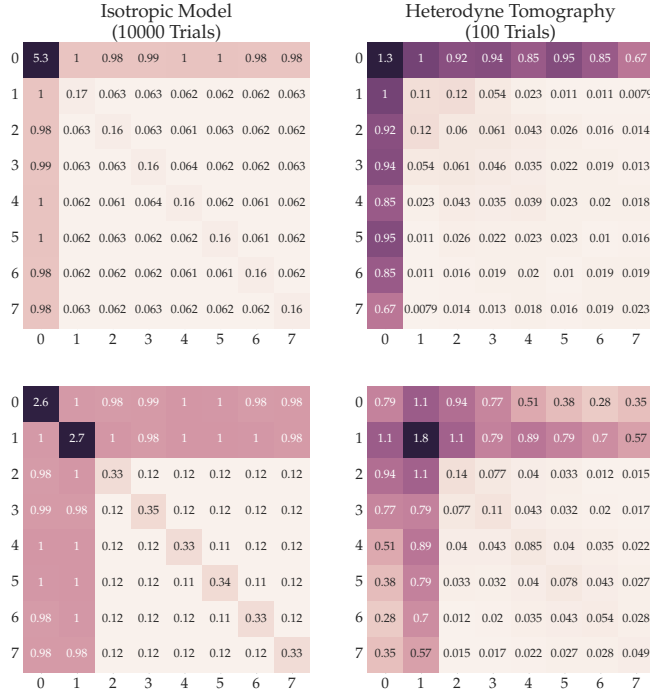 Isotropic Model
(10000 Trials)
0 5.3 1 0.98 0.99 1 1 0.98 0.98
1 1 0.17 0.063 0.063 0.062 0.062 0.062 0.063
2 0.98 0.063 0.16 0.063 0.061 0.063 0.062 0.062
3 0.99 0.063 0.063 0.16 0.064 0.062 0.062 0.062
4 1 0.062 0.061 0.064 0.16 0.062 0.061 0.062
5 1 0.062 0.063 0.062 0.062 0.16 0.061 0.062
6 0.98 0.062 0.062 0.062 0.061 0.061 0.16 0.062
7 0.98 0.063 0.062 0.062 0.062 0.062 0.062 0.16
0 1 2 3 4 5 6 7
Heterodyne Tomography
(100 Trials)
0 1.3 1 0.92 0.94 0.85 0.95 0.85 0.67
1 1 0.11 0.12 0.054 0.023 0.011 0.011 0.0079
2 0.92 0.12 0.06 0.061 0.043 0.026 0.016 0.014
3 0.94 0.054 0.061 0.046 0.035 0.022 0.019 0.013
4 0.85 0.023 0.043 0.035 0.039 0.023 0.02 0.018
5 0.95 0.011 0.026 0.022 0.023 0.023 0.01 0.016
6 0.85 0.011 0.016 0.019 0.02 0.01 0.019 0.019
7 0.67 0.0079 0.014 0.013 0.018 0.016 0.019 0.023
0 1 2 3 4 5 6 7
0 2.6 1 0.98 0.99 1 1 0.98 0.98
1 1 2.7 1 0.98 1 1 1 0.98
2 0.98 1 0.33 0.12 0.12 0.12 0.12 0.12
3 0.99 0.98 0.12 0.35 0.12 0.12 0.12 0.12
4 1 1 0.12 0.12 0.33 0.11 0.12 0.12
5 1 1 0.12 0.12 0.11 0.34 0.11 0.12
6 0.98 1 0.12 0.12 0.12 0.11 0.33 0.12
7 0.98 0.98 0.12 0.12 0.12 0.12 0.12 0.33
0 1 2 3 4 5 6 7
0 0.79 1.1 0.94 0.77 0.51 0.38 0.28 0.35
1 1.1 1.8 1.1 0.79 0.89 0.79 0.7 0.57
2 0.94 1.1 0.14 0.077 0.04 0.033 0.012 0.015
3 0.77 0.79 0.077 0.11 0.043 0.032 0.02 0.017
4 0.51 0.89 0.04 0.043 0.085 0.04 0.035 0.022
5 0.38 0.79 0.033 0.032 0.04 0.078 0.043 0.027
6 0.28 0.7 0.012 0.02 0.035 0.043 0.054 0.028
7 0.35 0.57 0.015 0.017 0.022 0.027 0.028 0.049
0 1 2 3 4 5 6 7